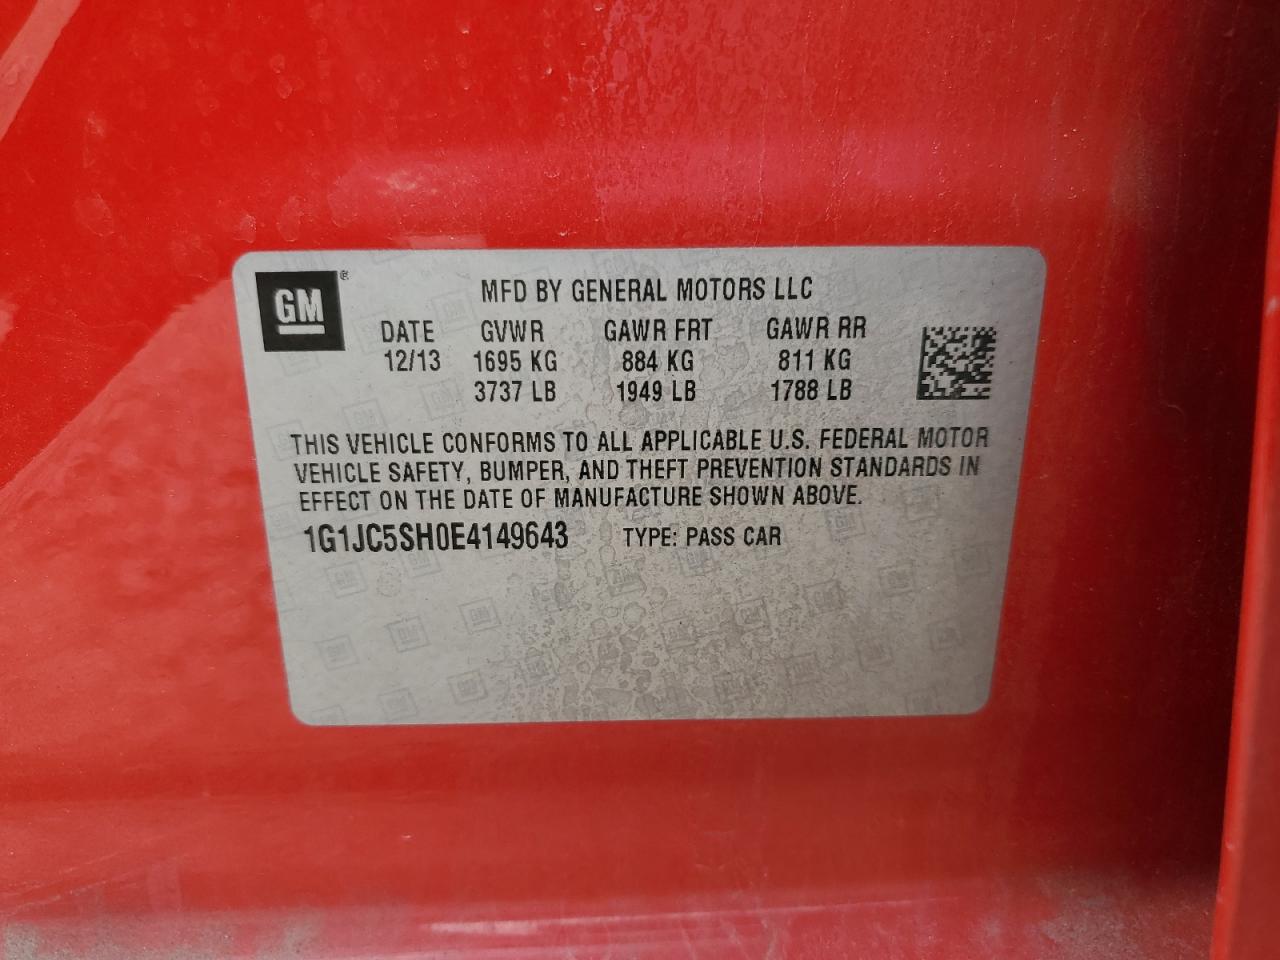 GM ®
MFD BY GENERAL MOTORS LLC
DATE GVWR GAWR FRT GAWR RR
12/13 1695 KG 884 KG 811 KG
3737 LB 1949 LB 1788 LB
THIS VEHICLE CONFORMS TO ALL APPLICABLE U.S. FEDERAL MOTOR
VEHICLE SAFETY, BUMPER, AND THEFT PREVENTION STANDARDS IN
EFFECT ON THE DATE OF MANUFACTURE SHOWN ABOVE.
1G1JC5SH0E4149643 TYPE: PASS CAR